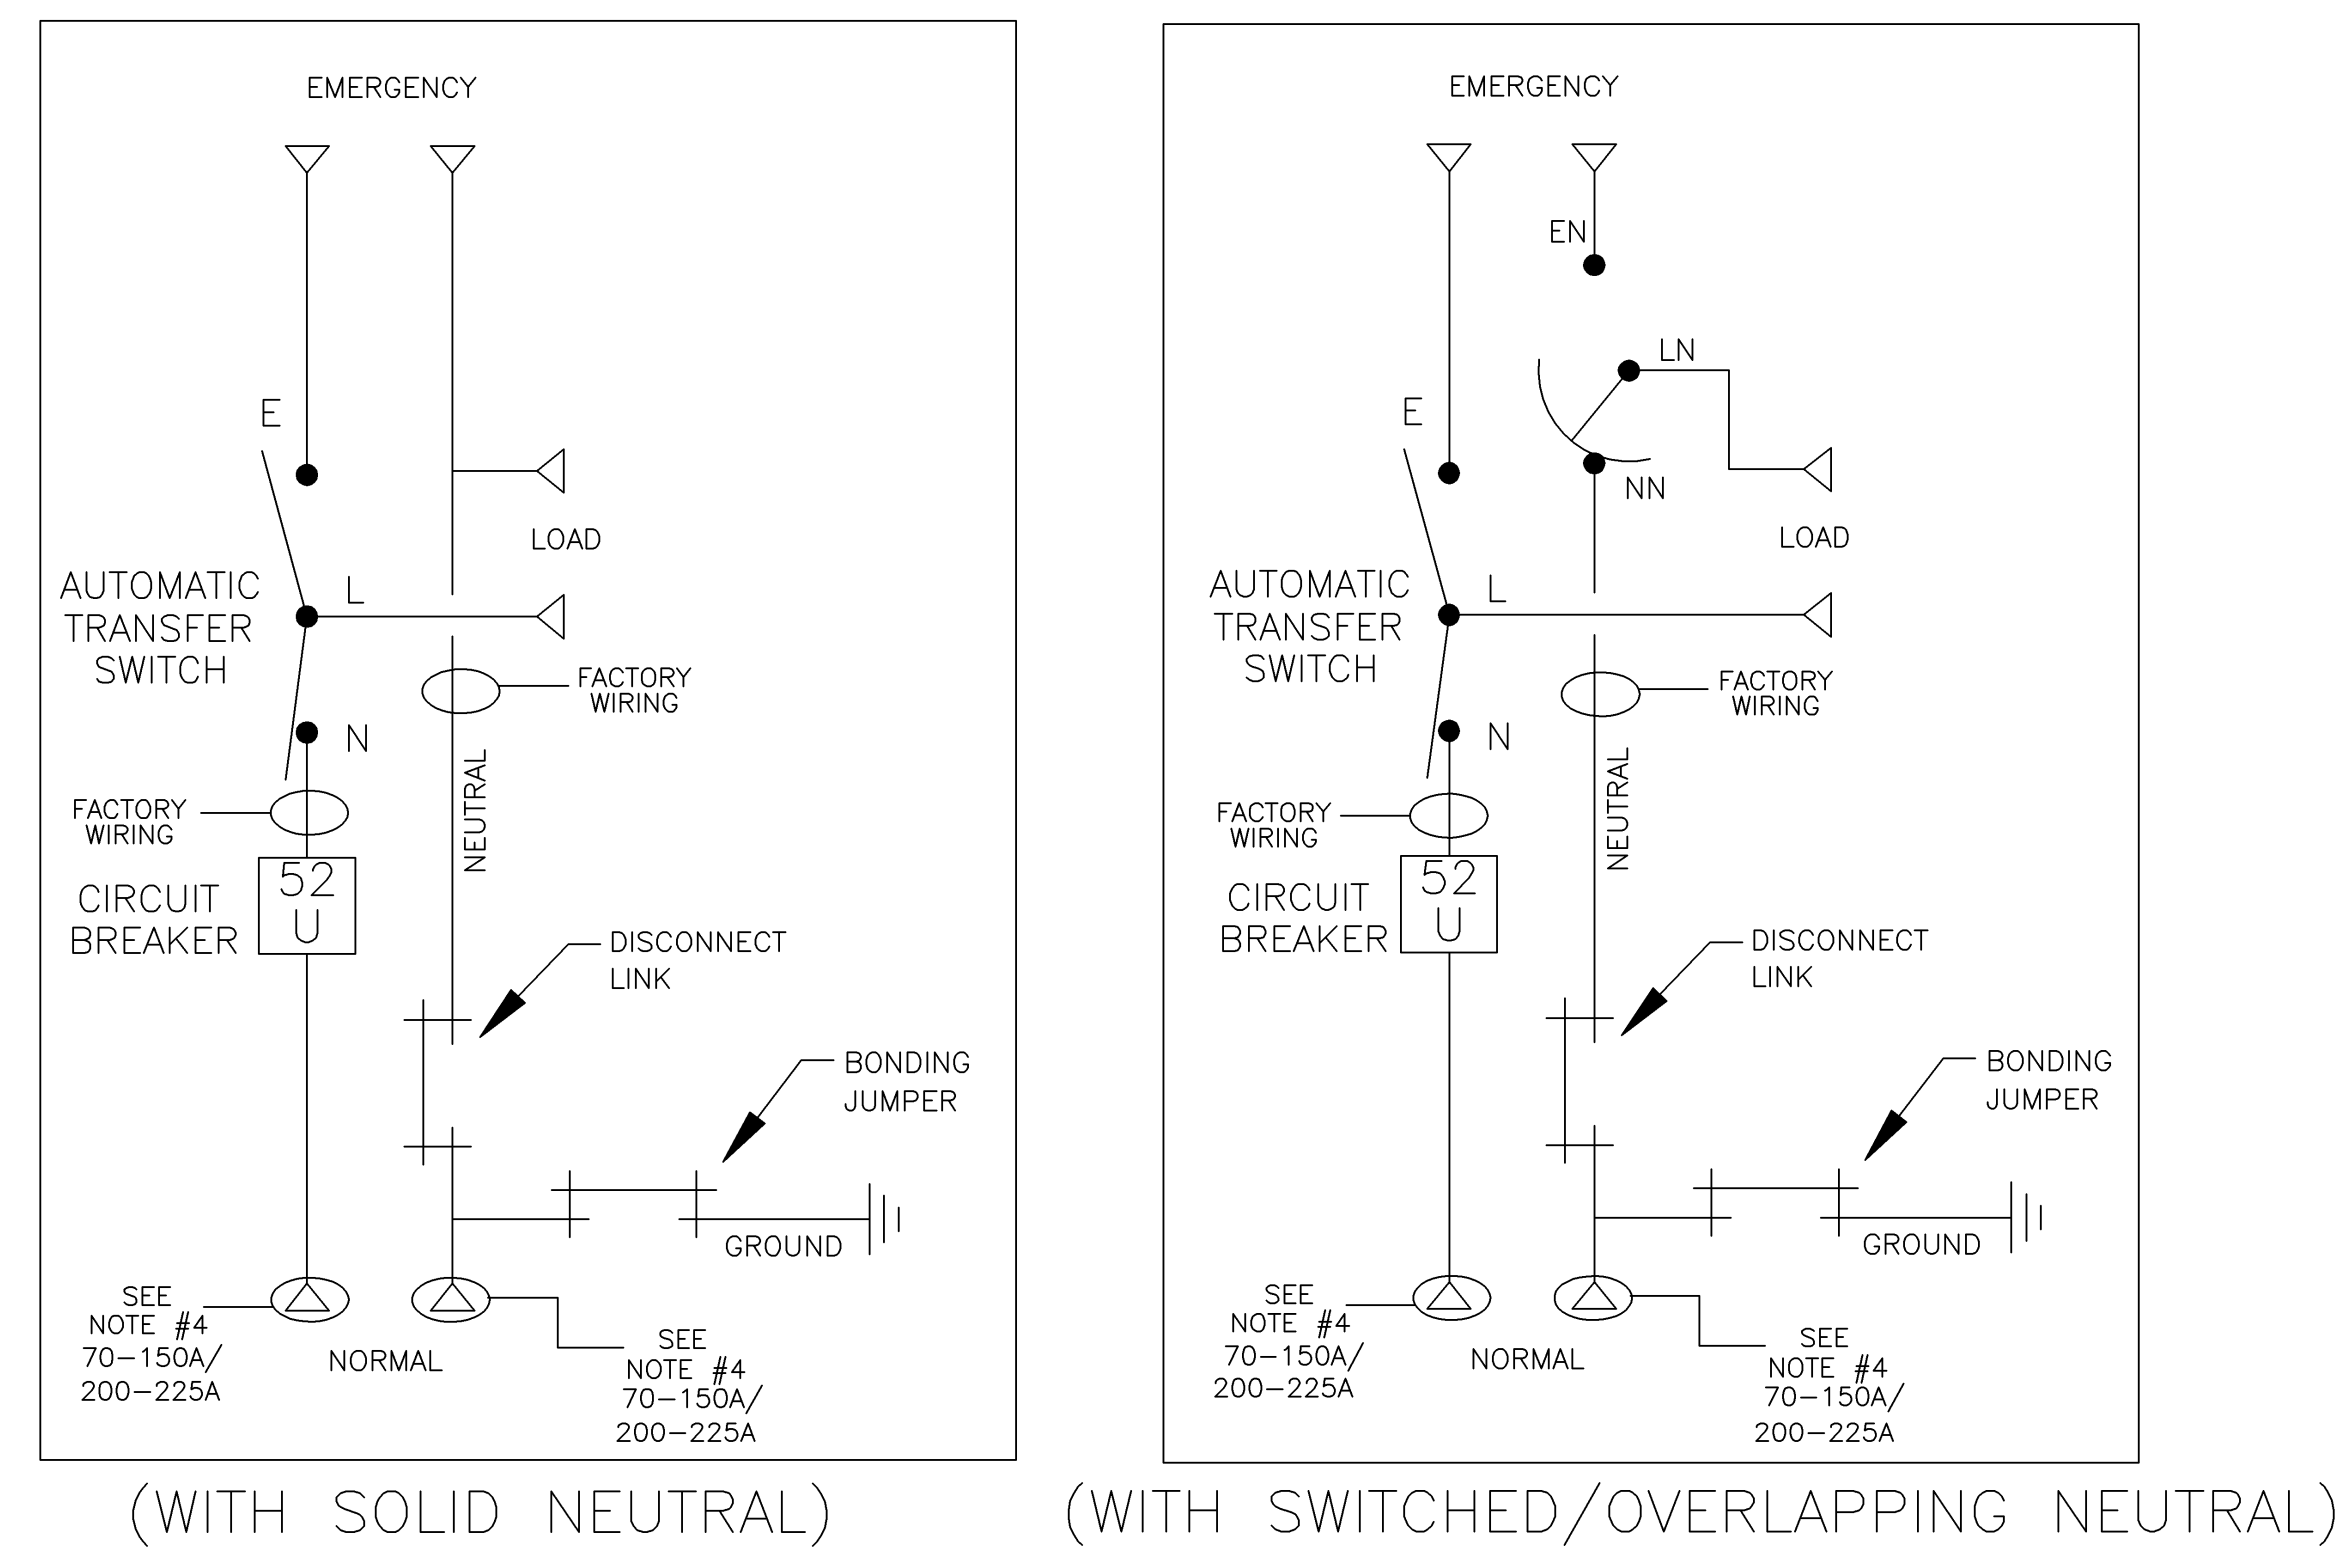 EMERGENCY
E
AUTOMATIC
TRANSFER
SWITCH
L
LOAD
FACTORY
WIRING
N
NEUTRAL
FACTORY
WIRING
52
U
CIRCUIT
BREAKER
DISCONNECT
LINK
BONDING
JUMPER
GROUND
SEE
NOTE #4
70-150A/
200-225A
NORMAL
SEE
NOTE #4
70-150A/
200-225A
(WITH SOLID NEUTRAL)
EMERGENCY
EN
LN
E
NN
LOAD
AUTOMATIC
TRANSFER
SWITCH
L
FACTORY
WIRING
N
NEUTRAL
FACTORY
WIRING
52
U
CIRCUIT
BREAKER
DISCONNECT
LINK
BONDING
JUMPER
GROUND
SEE
NOTE #4
70-150A/
200-225A
NORMAL
SEE
NOTE #4
70-150A/
200-225A
(WITH SWITCHED/OVERLAPPING NEUTRAL)